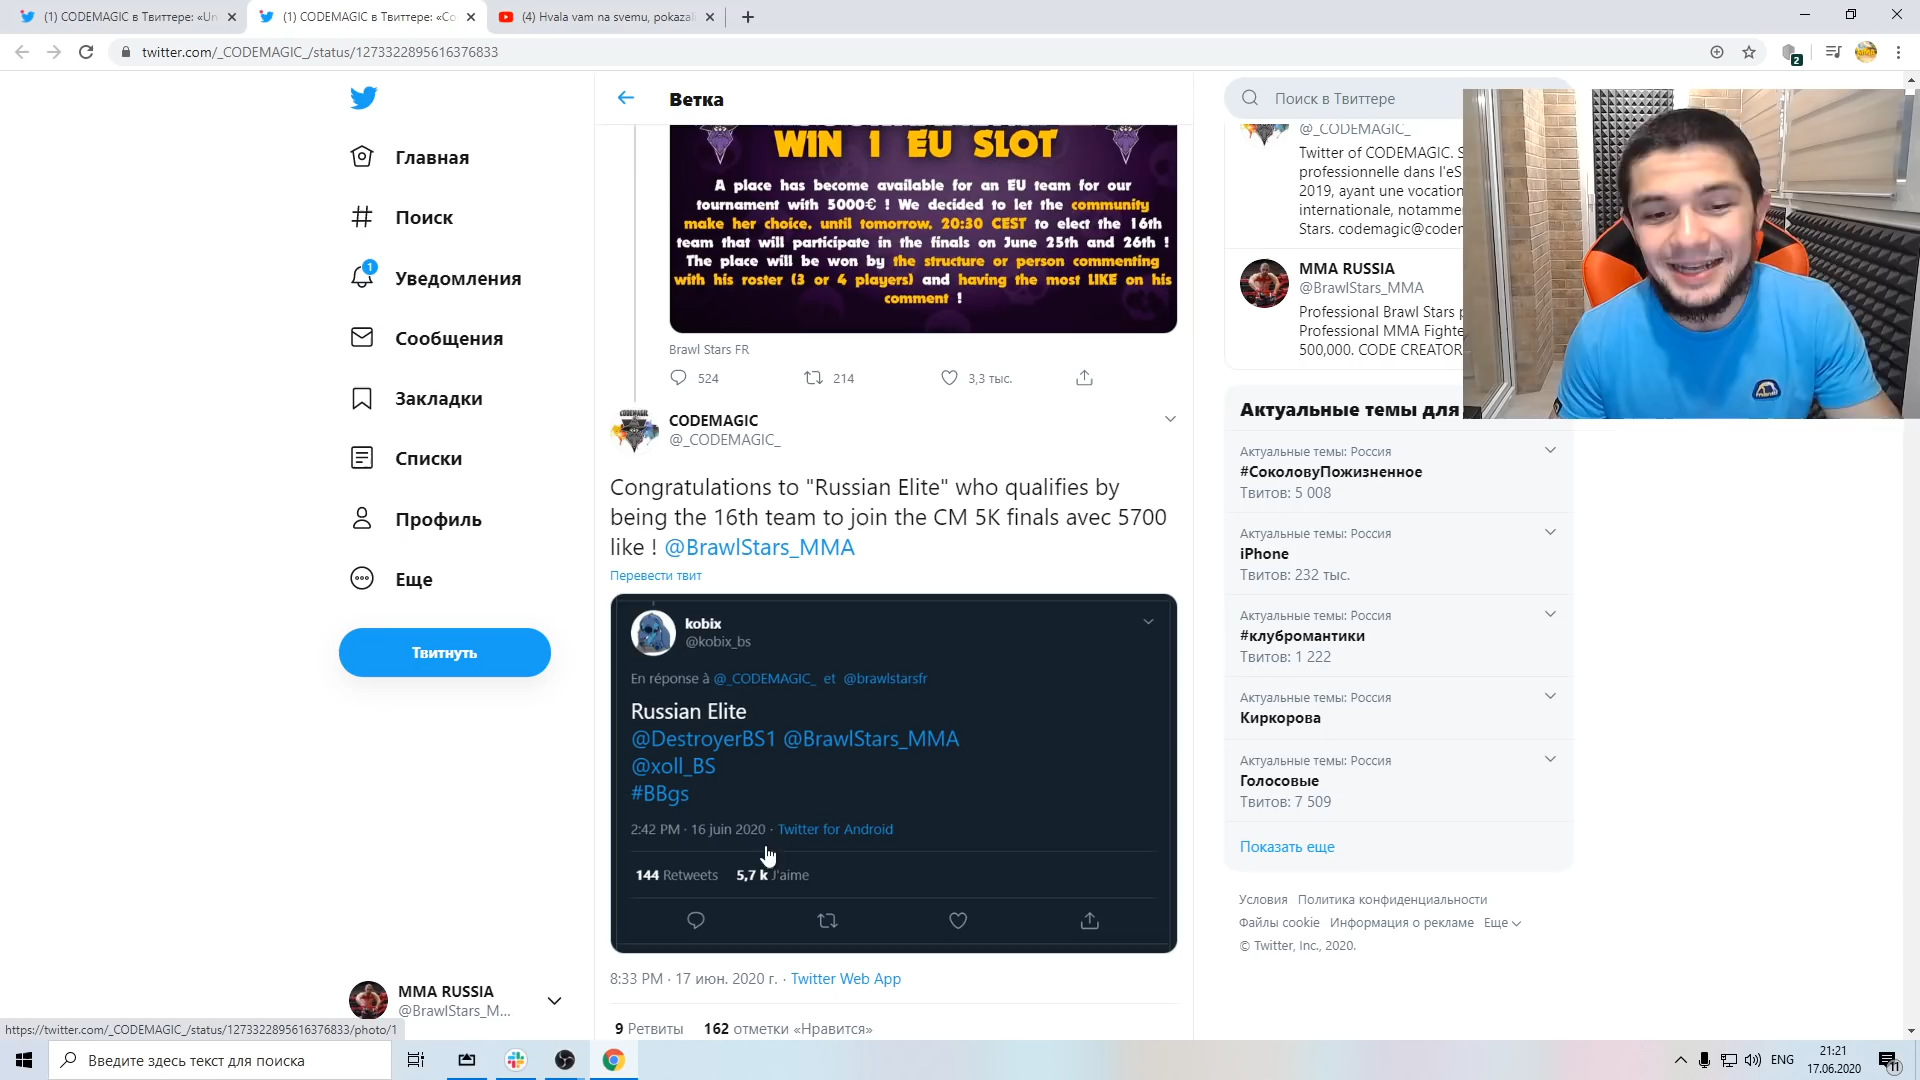 (1) CODEMAGIC в Твиттере: «Un
(1) CODEMAGIC в Твиттере: «Co
(4) Hvala vam na svemu, pokazal
twitter.com/_CODEMAGIC_/status/1273322895616376833
2
Главная
Поиск
1
Уведомления
Сообщения
Закладки
Списки
Профиль
Еще
Твитнуть
MMA RUSSIA
@BrawlStars_M...
https://twitter.com/_CODEMAGIC_/status/1273322895616376833/photo/1
Ветка
WIN 1 EU SLOT
A place has become available for an EU team for our
tournament with 5000€ ! We decided to let the community
make her choice, until tomorrow, 20:30 CEST to elect the 16th
team that will participate in the finals on June 25th and 26th !
The place will be won by the structure or person commenting
with his roster (3 or 4 players) and having the most LIKE on his
comment !
Brawl Stars FR
524
214
3,3 тыс.
CODEMAGIC
@_CODEMAGIC_
Congratulations to "Russian Elite" who qualifies by
being the 16th team to join the CM 5K finals avec 5700
like ! @BrawlStars_MMA
Перевести твит
kobix
@kobix_bs
En réponse à @_CODEMAGIC_ et @brawlstarsfr
Russian Elite
@DestroyerBS1 @BrawlStars_MMA
@xoll_BS
#BBgs
2:42 PM · 16 juin 2020 · Twitter for Android
144 Retweets 5,7 k J'aime
8:33 PM · 17 июн. 2020 г. · Twitter Web App
9 Ретвиты 162 отметки «Нравится»
Поиск в Твиттере
@_CODEMAGIC_
Twitter of CODEMAGIC. S
professionnelle dans l'eS
2019, ayant une vocation
internationale, notamme
Stars. codemagic@coden
MMA RUSSIA
@BrawlStars_MMA
Professional Brawl Stars p
Professional MMA Fighte
500,000. CODE CREATOR
Актуальные темы для
Актуальные темы: Россия
#СоколовуПожизненное
Твитов: 5 008
Актуальные темы: Россия
iPhone
Твитов: 232 тыс.
Актуальные темы: Россия
#клубромантики
Твитов: 1 222
Актуальные темы: Россия
Киркорова
Актуальные темы: Россия
Голосовые
Твитов: 7 509
Показать еще
Условия Политика конфиденциальности
Файлы cookie Информация о рекламе Еще
© Twitter, Inc., 2020.
Введите здесь текст для поиска
ENG
21:21
17.06.2020
11